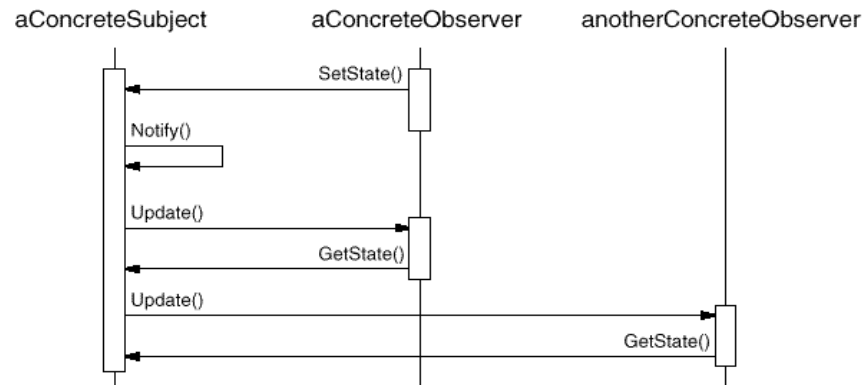 aConcreteSubject
aConcreteObserver
anotherConcreteObserver
SetState()
Notify()
Update()
GetState()
Update()
GetState()